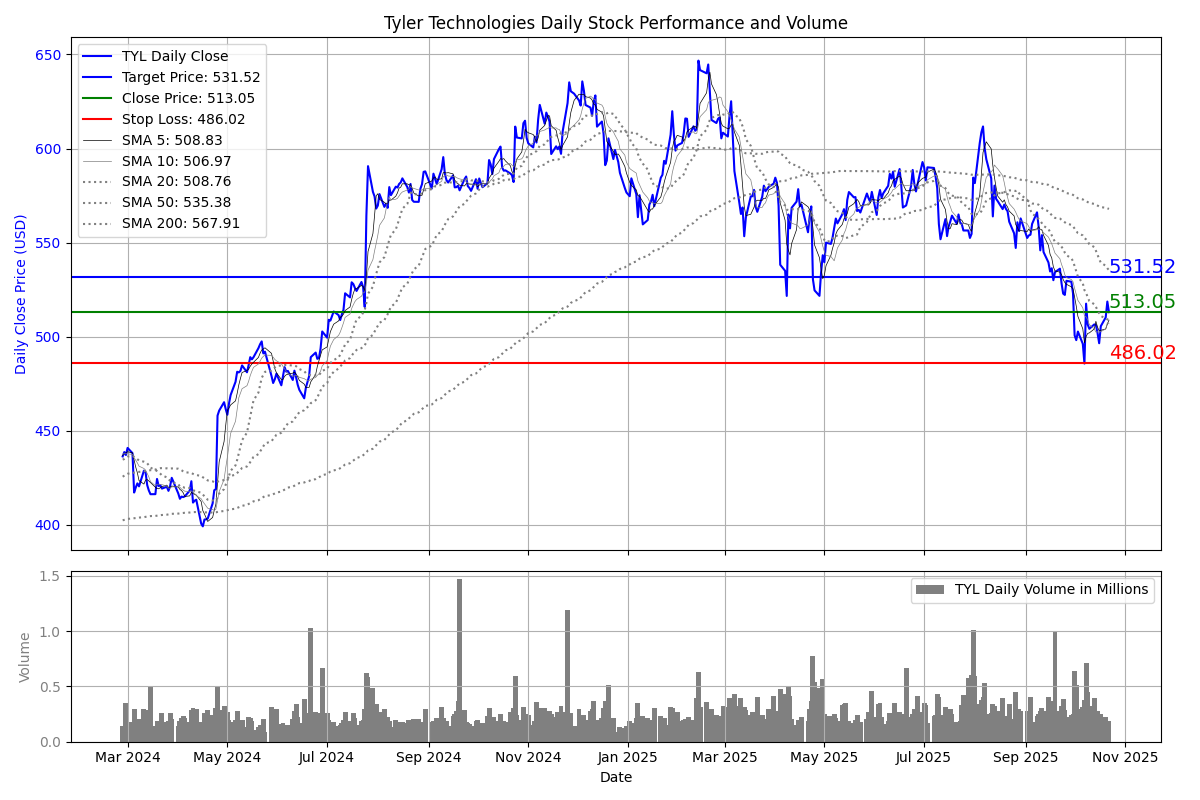 Tyler Technologies Daily Stock Performance and Volume
TYL Daily Close
Target Price: 531.52
Close Price: 513.05
Stop Loss: 486.02
SMA 5: 508.83
SMA 10: 506.97
SMA 20: 508.76
SMA 50: 535.38
SMA 200: 567.91
Daily Close Price (USD)
650
600
550
500
450
400
531.52
513.05
486.02
TYL Daily Volume in Millions
Volume
1.5
1.0
0.5
0.0
Mar 2024 May 2024 Jul 2024 Sep 2024 Nov 2024 Jan 2025 Mar 2025 May 2025 Jul 2025 Sep 2025 Nov 2025
Date